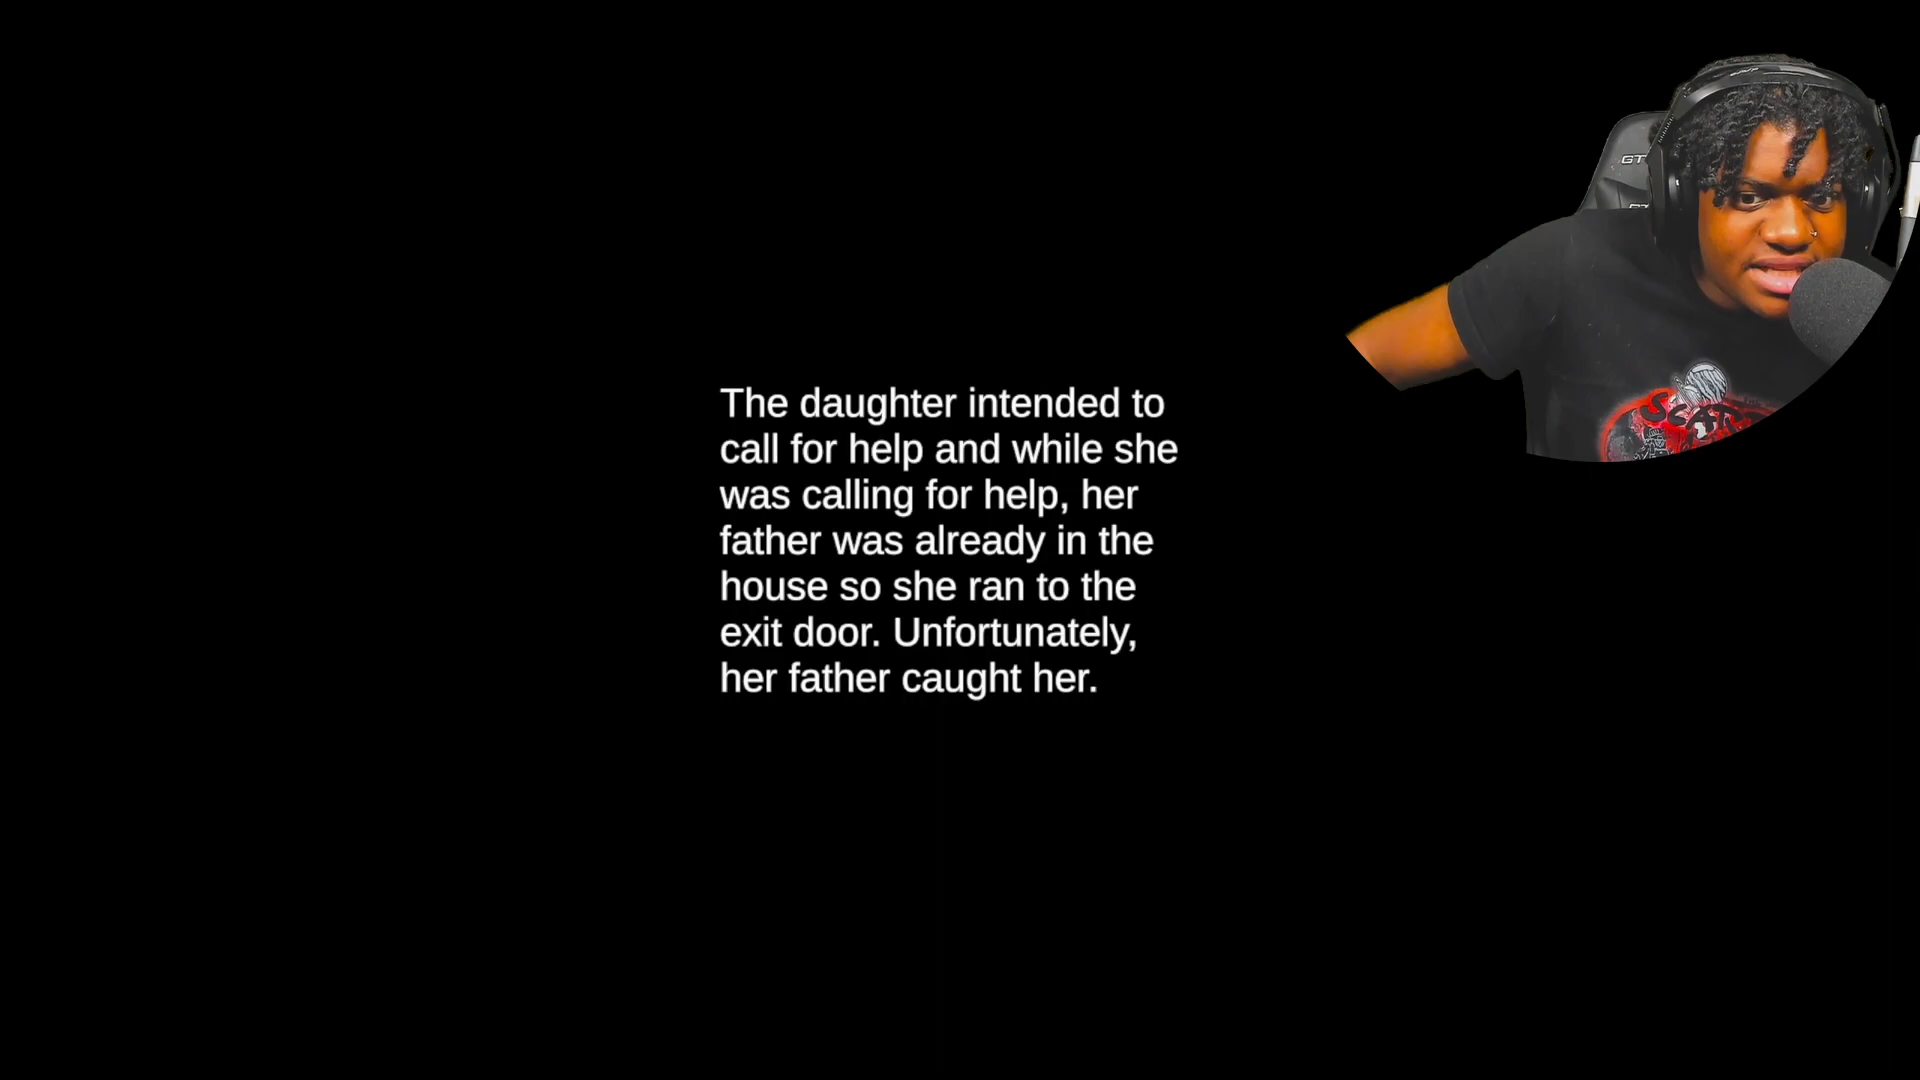 The daughter intended to
call for help and while she
was calling for help, her
father was already in the
house so she ran to the
exit door. Unfortunately,
her father caught her.
GT